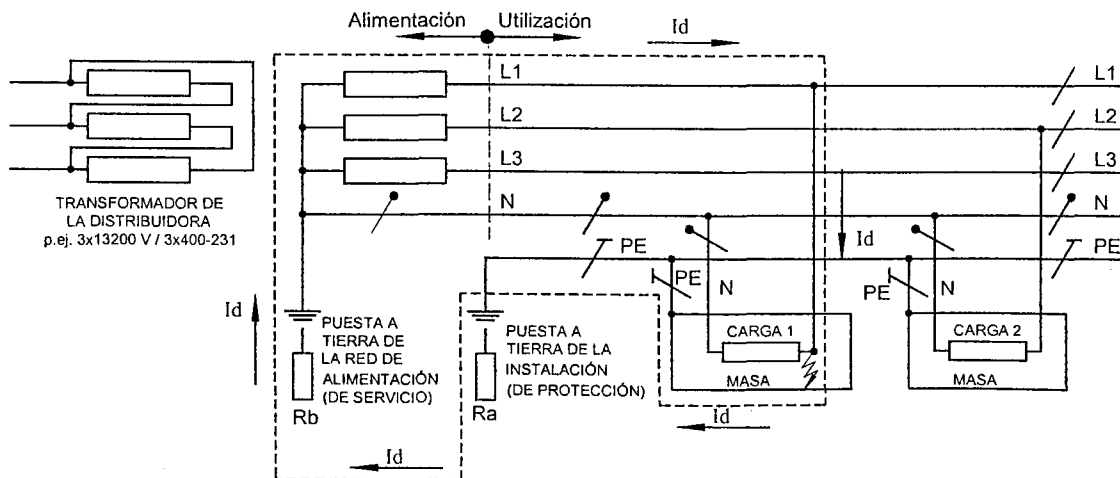 Alimentación Utilización
Id
L1
L1
L2
L2
L3
L3
N
N
PE
PE
Id
PE
N
PE
N
TRANSFORMADOR DE
LA DISTRIBUIDORA
p.ej. 3x13200 V / 3x400-231
Id
PUESTA A
TIERRA DE
LA RED DE
ALIMENTACIÓN
(DE SERVICIO)
Rb
PUESTA A
TIERRA DE LA
INSTALACIÓN
(DE PROTECCIÓN)
Ra
CARGA 1
MASA
CARGA 2
MASA
Id
Id